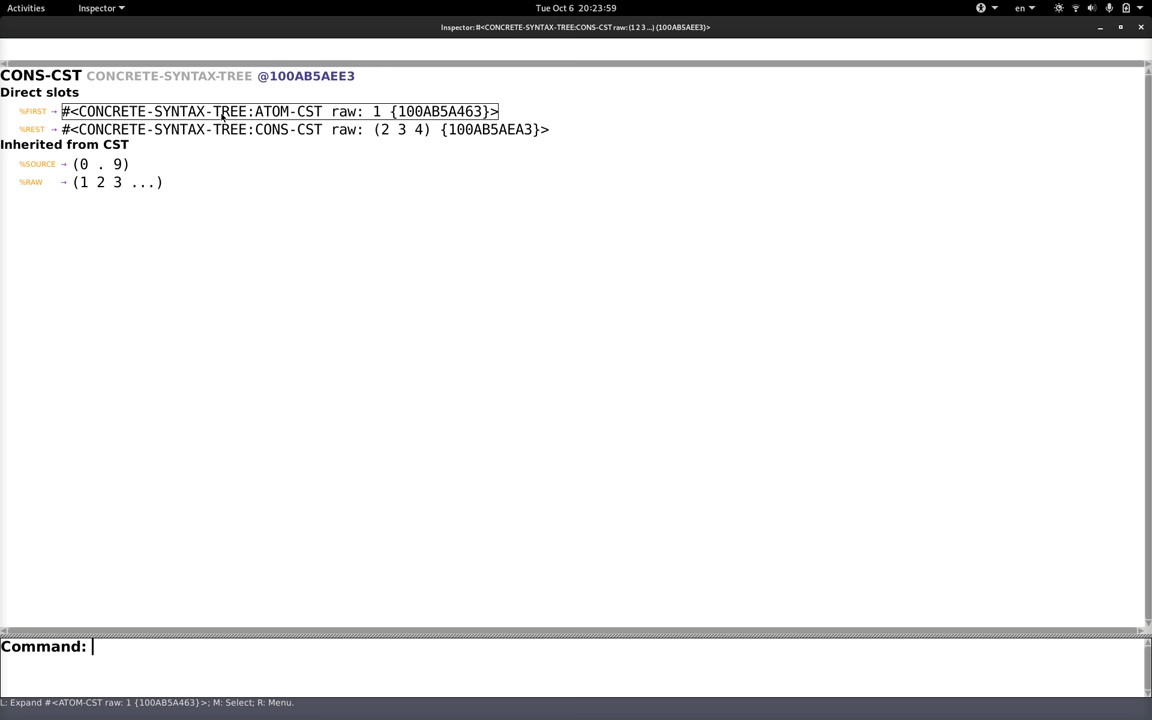 Activities Inspector Tue Oct 6 20:23:59 en
Inspector: #<CONCRETE-SYNTAX-TREE:CONS-CST raw: (1 2 3 ...) {100AB5AEE3}>
CONS-CST CONCRETE-SYNTAX-TREE @100AB5AEE3
Direct slots
%FIRST → #<CONCRETE-SYNTAX-TREE:ATOM-CST raw: 1 {100AB5A463}>
%REST → #<CONCRETE-SYNTAX-TREE:CONS-CST raw: (2 3 4) {100AB5AEA3}>
Inherited from CST
%SOURCE → (0 . 9)
%RAW → (1 2 3 ...)
Command:
L: Expand #<ATOM-CST raw: 1 {100AB5A463}>; M: Select; R: Menu.